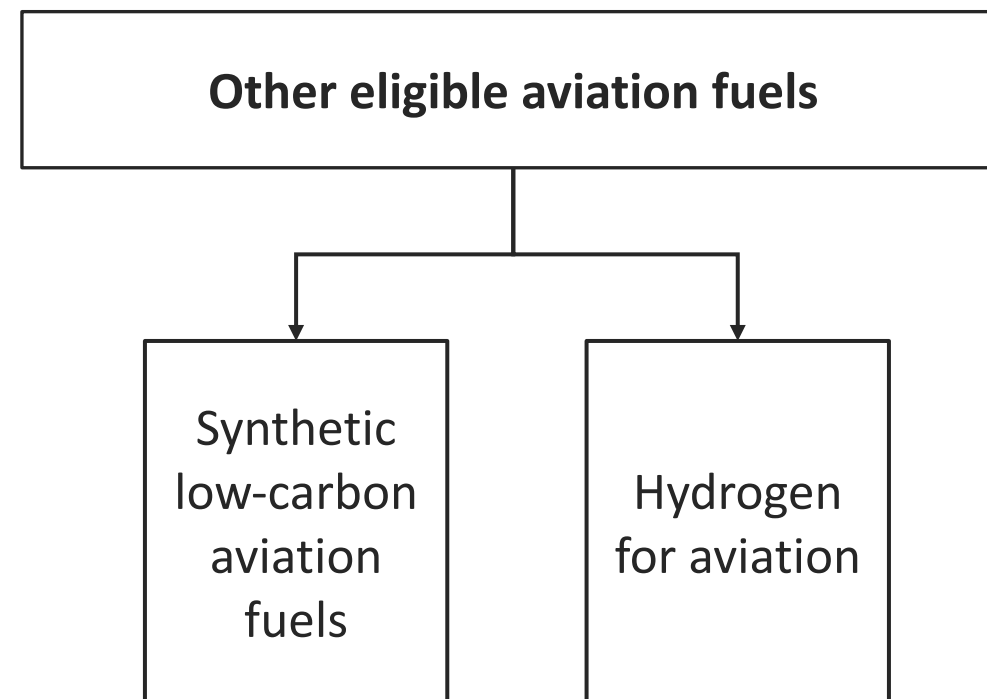 Other eligible aviation fuels
Synthetic
low-carbon
aviation
fuels
Hydrogen
for aviation